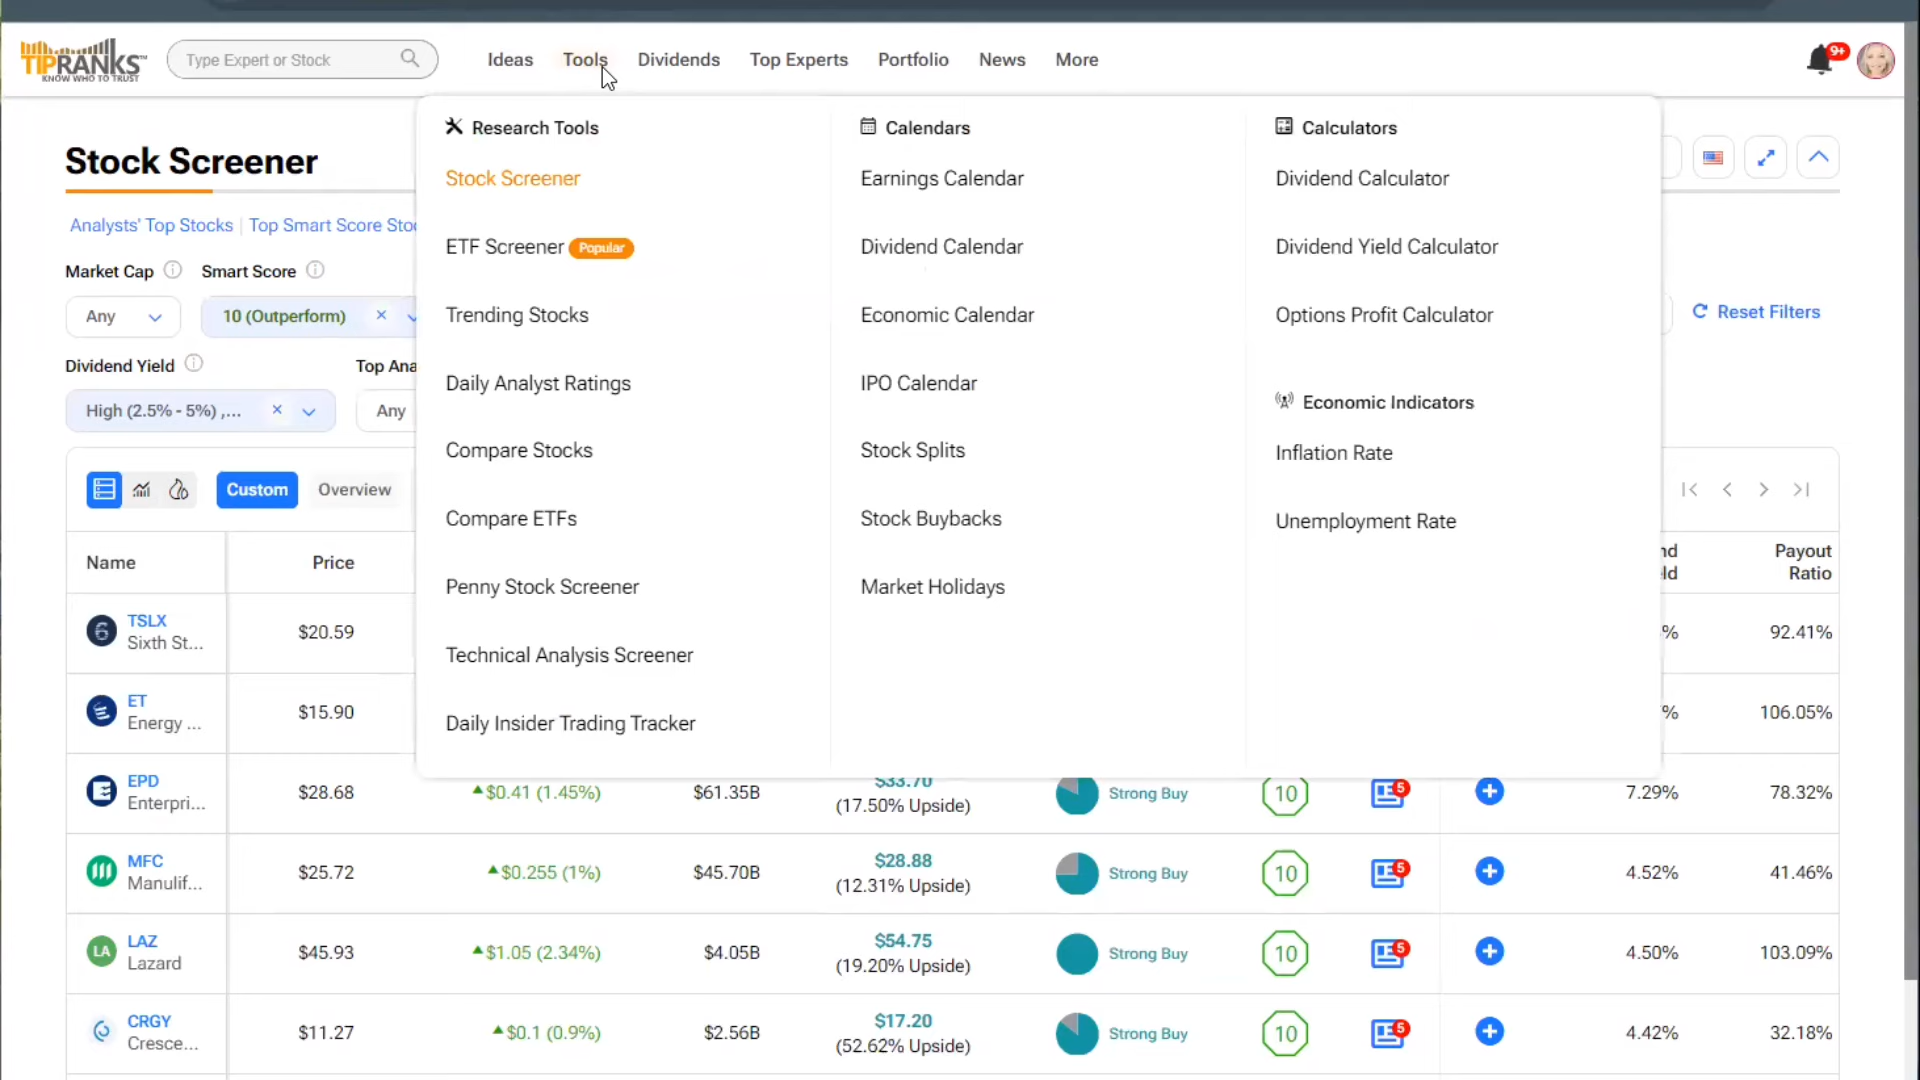 TIPRANKS™
KNOW WHO TO TRUST
Type Expert or Stock
Ideas
Tools
Dividends
Top Experts
Portfolio
News
More
9+
Stock Screener
Analysts' Top Stocks
Top Smart Score Stoc
Market Cap
Smart Score
Any
10 (Outperform)
Reset Filters
Dividend Yield
Top Ana
High (2.5% - 5%) ,...
Any
Research Tools
Stock Screener
ETF Screener Popular
Trending Stocks
Daily Analyst Ratings
Compare Stocks
Compare ETFs
Penny Stock Screener
Technical Analysis Screener
Daily Insider Trading Tracker
Calendars
Earnings Calendar
Dividend Calendar
Economic Calendar
IPO Calendar
Stock Splits
Stock Buybacks
Market Holidays
Calculators
Dividend Calculator
Dividend Yield Calculator
Options Profit Calculator
Economic Indicators
Inflation Rate
Unemployment Rate
Custom
Overview
Name
Price
Payout
Ratio
TSLX
Sixth St...
$20.59
%
92.41%
ET
Energy ...
$15.90
%
106.05%
EPD
Enterpri...
$28.68
$0.41 (1.45%)
$61.35B
$33.70
(17.50% Upside)
Strong Buy
10
5
7.29%
78.32%
MFC
Manulif...
$25.72
$0.255 (1%)
$45.70B
$28.88
(12.31% Upside)
Strong Buy
10
5
4.52%
41.46%
LA
LAZ
Lazard
$45.93
$1.05 (2.34%)
$4.05B
$54.75
(19.20% Upside)
Strong Buy
10
5
4.50%
103.09%
CRGY
Cresce...
$11.27
$0.1 (0.9%)
$2.56B
$17.20
(52.62% Upside)
Strong Buy
10
5
4.42%
32.18%